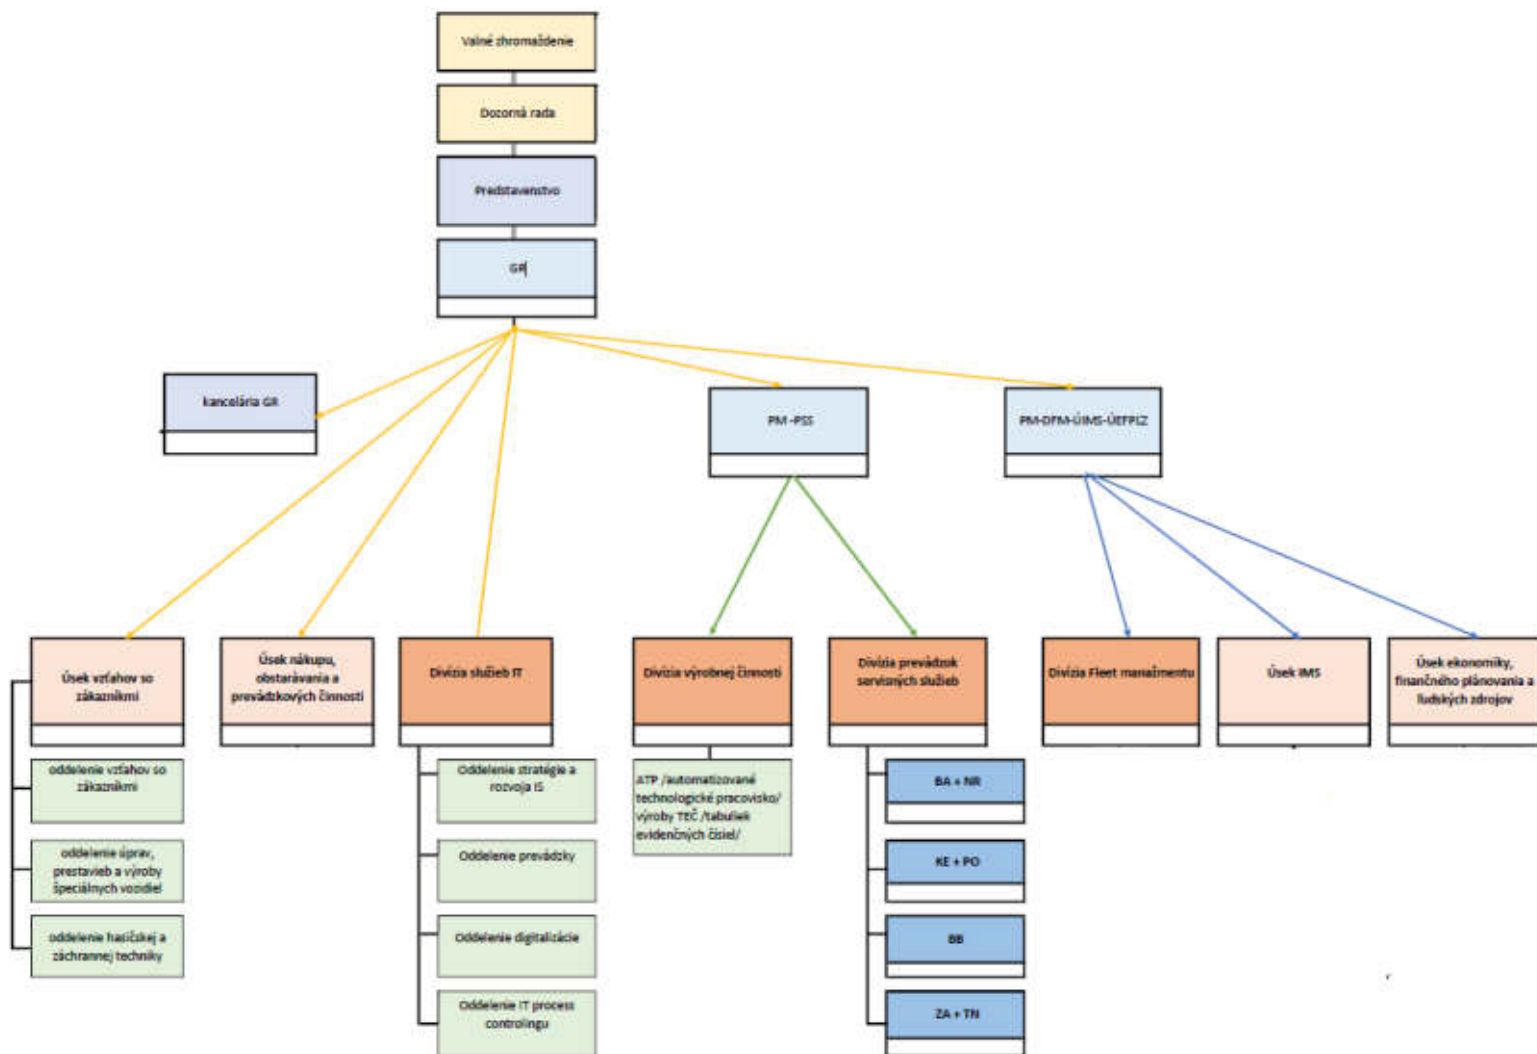 Valné zhromaždenie
Dozorná rada
Predstavenstvo
GR
kancelária GR
PM -PSS
PM-DFM-ÚIMS-ÚEFPLZ
Úsek vzťahov so
zákazníkmi
Úsek nákupu,
obstarávania a
prevádzkových činností
Divízia služieb IT
Divízia výrobnej činnosti
Divízia prevádzok
servisných služieb
Divízia Fleet manažmentu
Úsek IMS
Úsek ekonomiky,
finančného plánovania a
ľudských zdrojov
oddelenie vzťahov so
zákazníkmi
oddelenie úprav,
prestavieb a výroby
špeciálnych vozidiel
oddelenie hasičskej a
záchrannej techniky
Oddelenie stratégie a
rozvoja IS
Oddelenie prevádzky
Oddelenie digitalizácie
Oddelenie IT process
controlingu
ATP /automatizované
technologické pracovisko/
výroby TEČ /tabuliek
evidenčných čísiel/
BA + NR
KE + PO
BB
ZA + TN